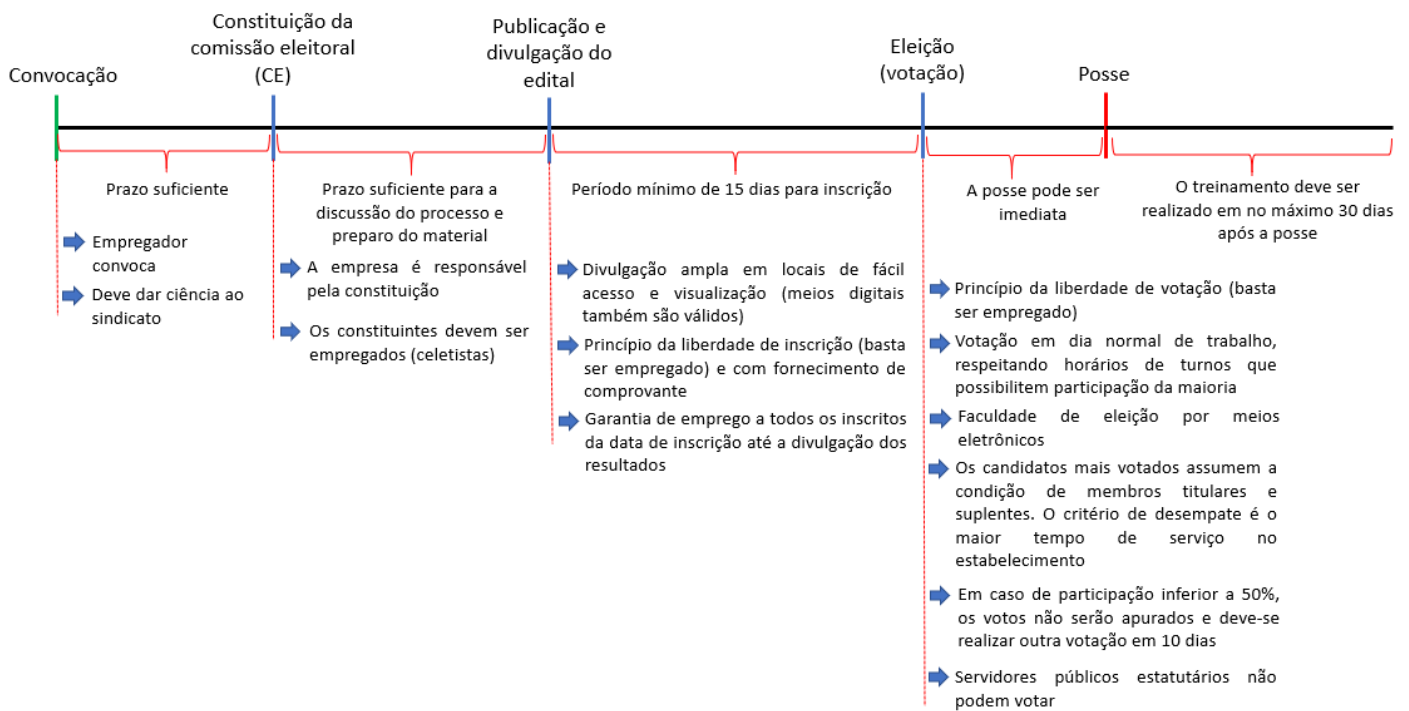 Convocação
Constituição da
comissão eleitoral
(CE)
Publicação e
divulgação do
edital
Eleição
(votação)
Posse
Prazo suficiente
Empregador
convoca
Deve dar ciência ao
sindicato
Prazo suficiente para a
discussão do processo e
preparo do material
A empresa é responsável
pela constituição
Os constituintes devem ser
empregados (celetistas)
Período mínimo de 15 dias para inscrição
Divulgação ampla em locais de fácil
acesso e visualização (meios digitais
também são válidos)
Princípio da liberdade de inscrição (basta
ser empregado) e com fornecimento de
comprovante
Garantia de emprego a todos os inscritos
da data de inscrição até a divulgação dos
resultados
A posse pode ser
imediata
Princípio da liberdade de votação (basta
ser empregado)
Votação em dia normal de trabalho,
respeitando horários de turnos que
possibilitem participação da maioria
Faculdade de eleição por meios
eletrônicos
Os candidatos mais votados assumem a
condição de membros titulares e
suplentes. O critério de desempate é o
maior tempo de serviço no
estabelecimento
Em caso de participação inferior a 50%,
os votos não serão apurados e deve-se
realizar outra votação em 10 dias
Servidores públicos estatutários não
podem votar
O treinamento deve ser
realizado em no máximo 30 dias
após a posse